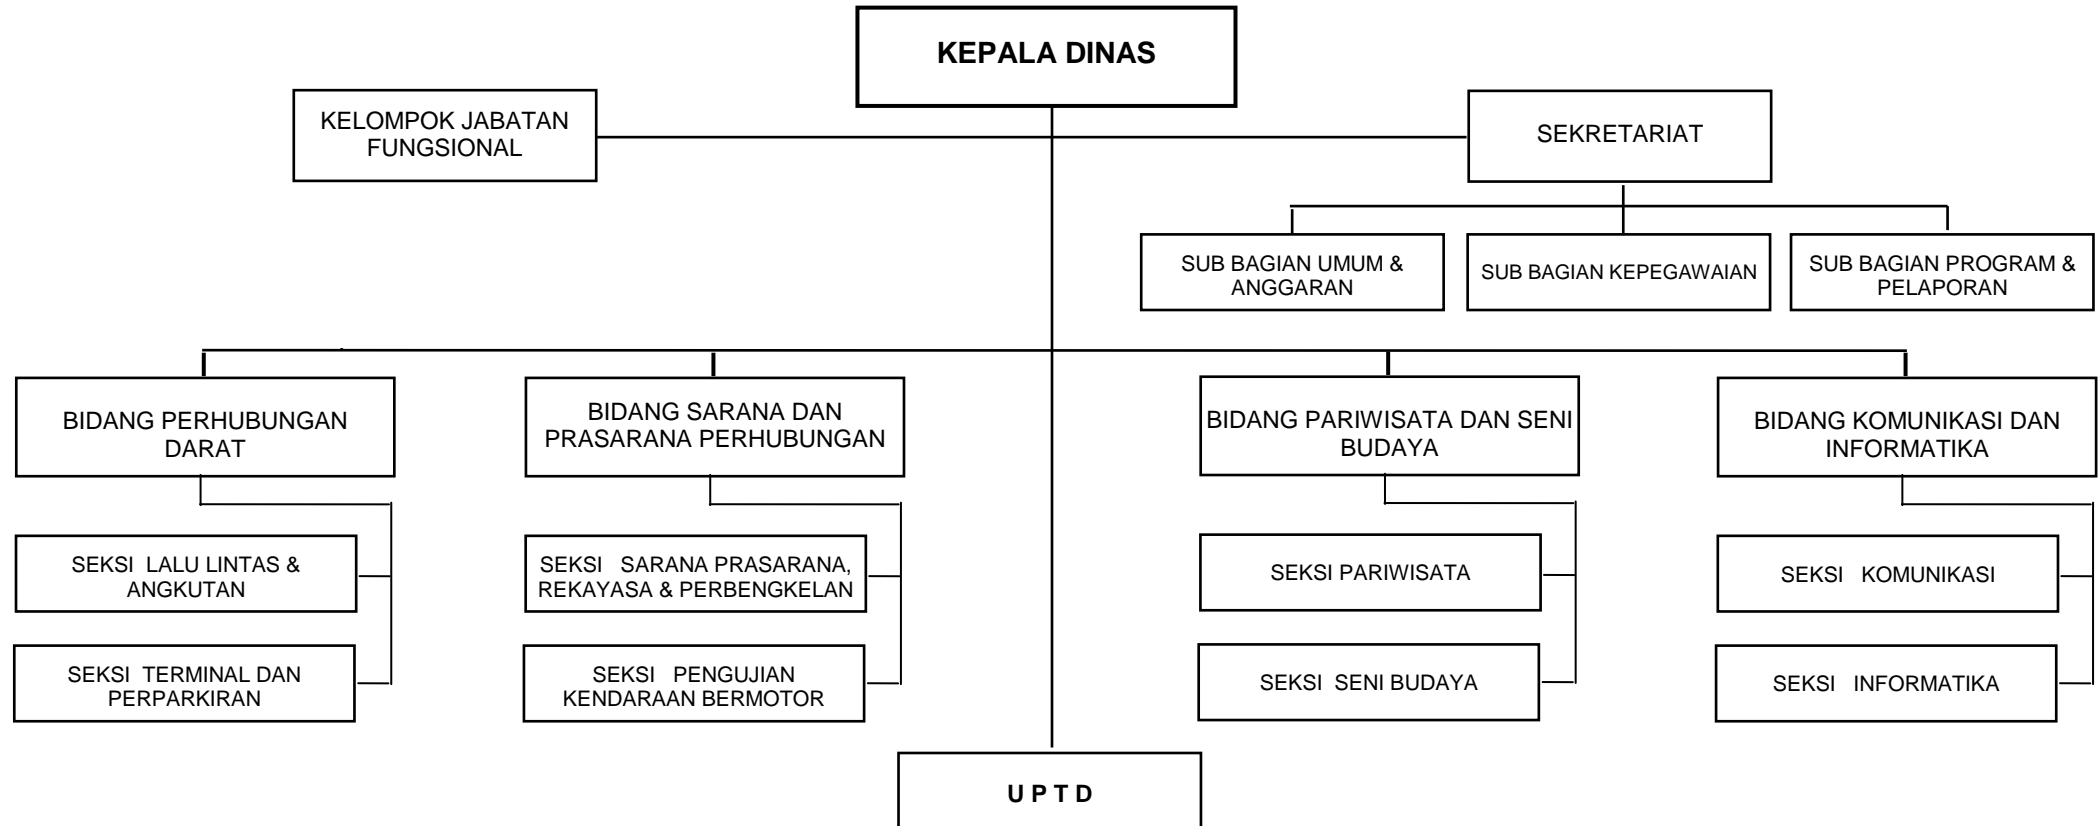 KEPALA DINAS
KELOMPOK JABATAN
FUNGSIONAL
SEKRETARIAT
SUB BAGIAN UMUM &
ANGGARAN
SUB BAGIAN KEPEGAWAIAN
SUB BAGIAN PROGRAM &
PELAPORAN
BIDANG PERHUBUNGAN
DARAT
BIDANG SARANA DAN
PRASARANA PERHUBUNGAN
BIDANG PARIWISATA DAN SENI
BUDAYA
BIDANG KOMUNIKASI DAN
INFORMATIKA
SEKSI LALU LINTAS &
ANGKUTAN
SEKSI SARANA PRASARANA,
REKAYASA & PERBENGKELAN
SEKSI PARIWISATA
SEKSI KOMUNIKASI
SEKSI TERMINAL DAN
PERPARKIRAN
SEKSI PENGUJIAN
KENDARAAN BERMOTOR
SEKSI SENI BUDAYA
SEKSI INFORMATIKA
U P T D